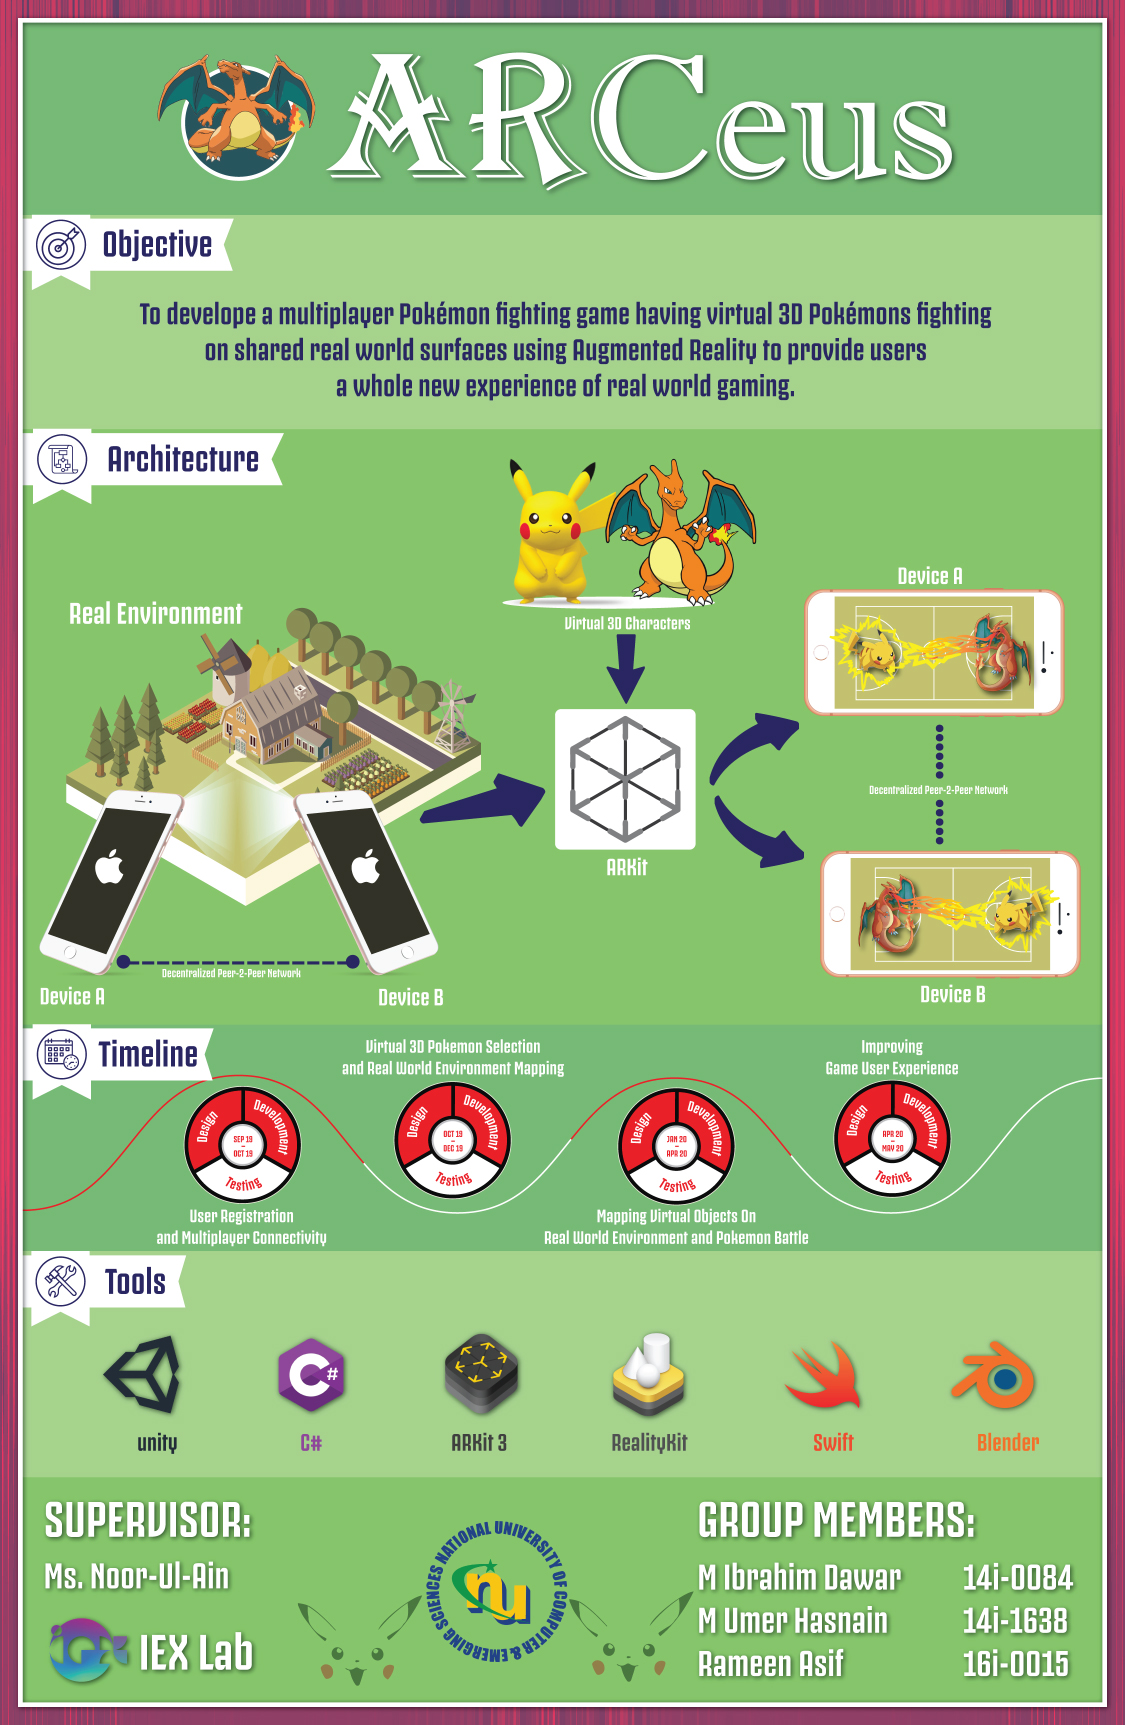 ARCeus
Objective
To develope a multiplayer Pokémon fighting game having virtual 3D Pokémons fighting
on shared real world surfaces using Augmented Reality to provide users
a whole new experience of real world gaming.
Architecture
Virtual 3D Characters
Real Environment
Device A
Decentralized Peer-2-Peer Network
ARKit
Device B
Decentralized Peer-2-Peer Network
Device A
Device B
Timeline
Virtual 3D Pokemon Selection
and Real World Environment Mapping
Improving
Game User Experience
Design
Development
Testing
SEP 19
–
OCT 19
Design
Development
Testing
OCT 19
–
DEC 19
Design
Development
Testing
JAN 20
–
APR 20
Design
Development
Testing
APR 20
–
MAY 20
User Registration
and Multiplayer Connectivity
Mapping Virtual Objects On
Real World Environment and Pokemon Battle
Tools
C#
unity
C#
ARKit 3
RealityKit
Swift
Blender
SUPERVISOR:
Ms. Noor-Ul-Ain
iex
IEX Lab
NATIONAL UNIVERSITY OF COMPUTER & EMERGING SCIENCES
nu
GROUP MEMBERS:
M Ibrahim Dawar 14i-0084
M Umer Hasnain 14i-1638
Rameen Asif 16i-0015